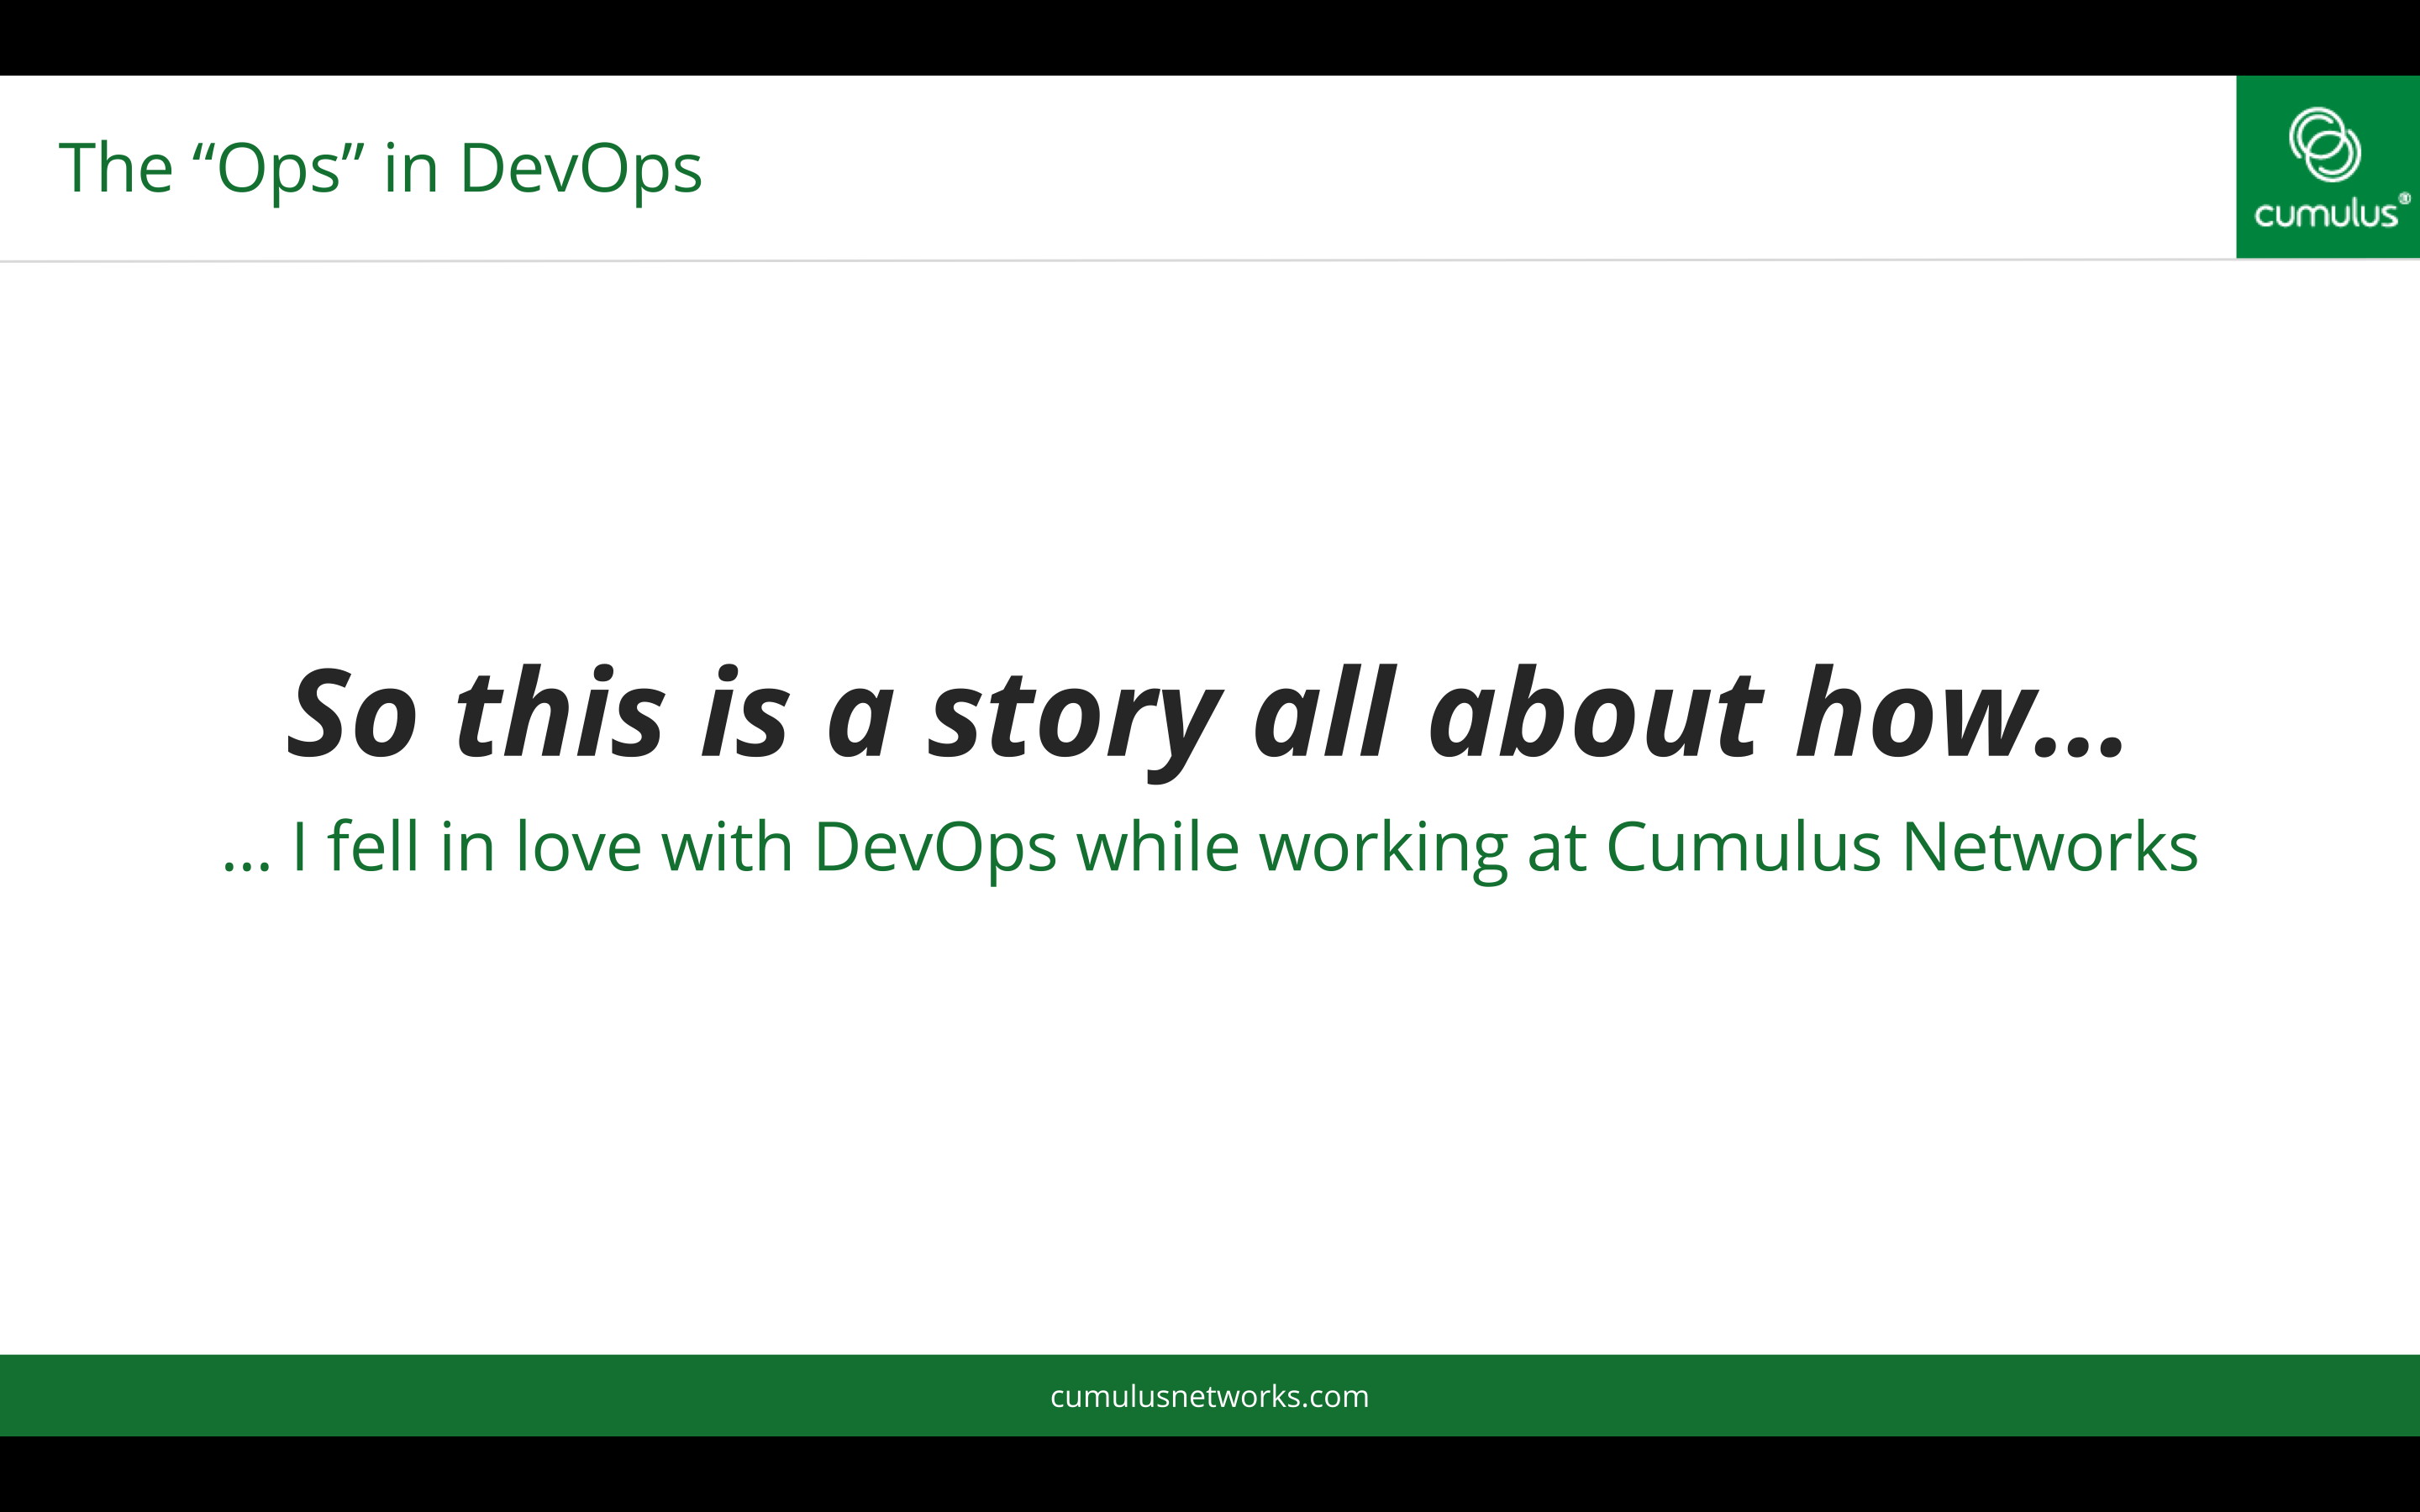 The “Ops” in DevOps
cumulus®
So this is a story all about how…
… I fell in love with DevOps while working at Cumulus Networks
cumulusnetworks.com